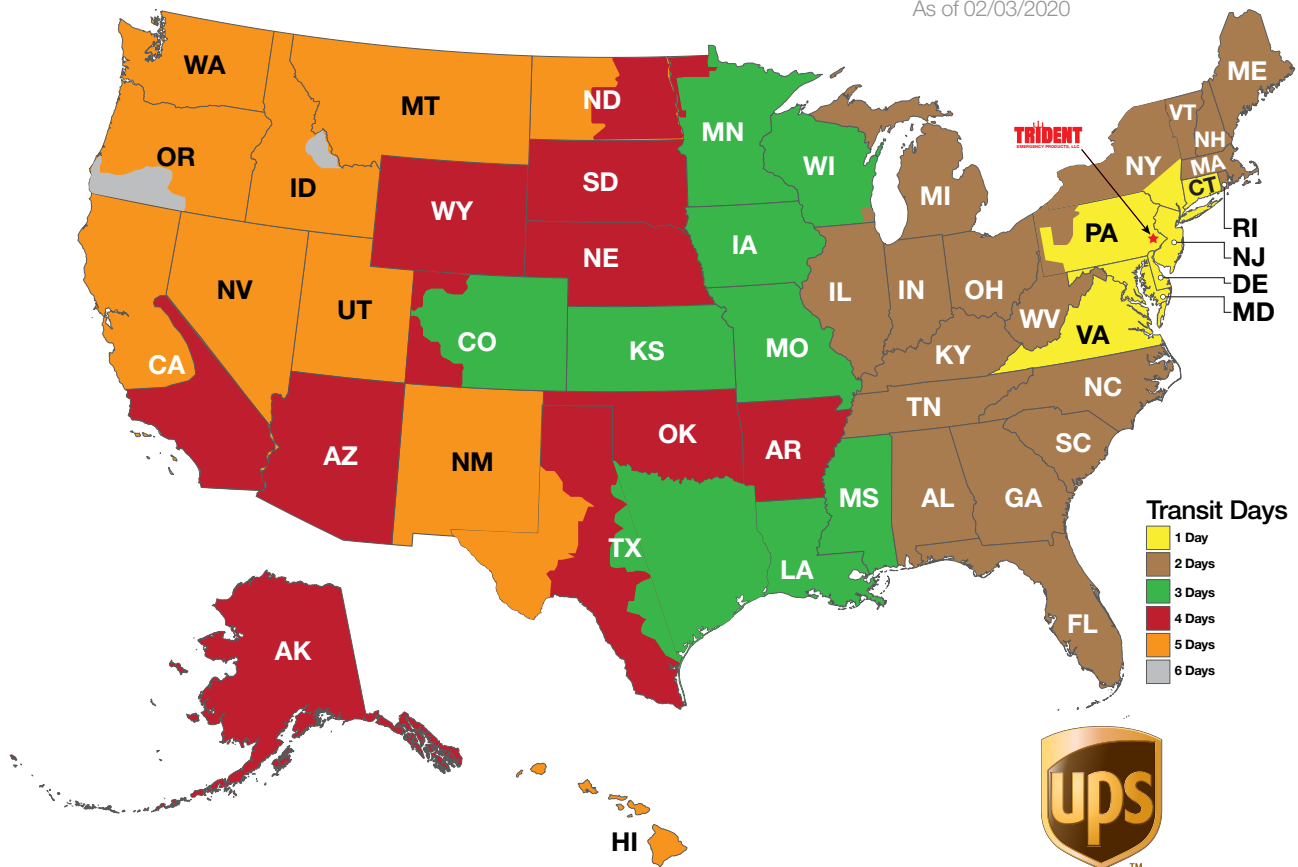 As of 02/03/2020
WA
MT
ND
MN
ME
VT
TRIDENT
EMERGENCY PRODUCTS, LLC
NH
OR
ID
SD
WI
NY
MA
MI
CT
WY
PA
RI
NE
IA
NJ
NV
UT
IL
IN
OH
DE
MD
CO
KS
MO
WV
VA
CA
KY
NC
TN
AZ
NM
OK
AR
SC
MS
AL
GA
TX
LA
Transit Days
1 Day
2 Days
3 Days
4 Days
5 Days
6 Days
FL
AK
HI
ups
TM